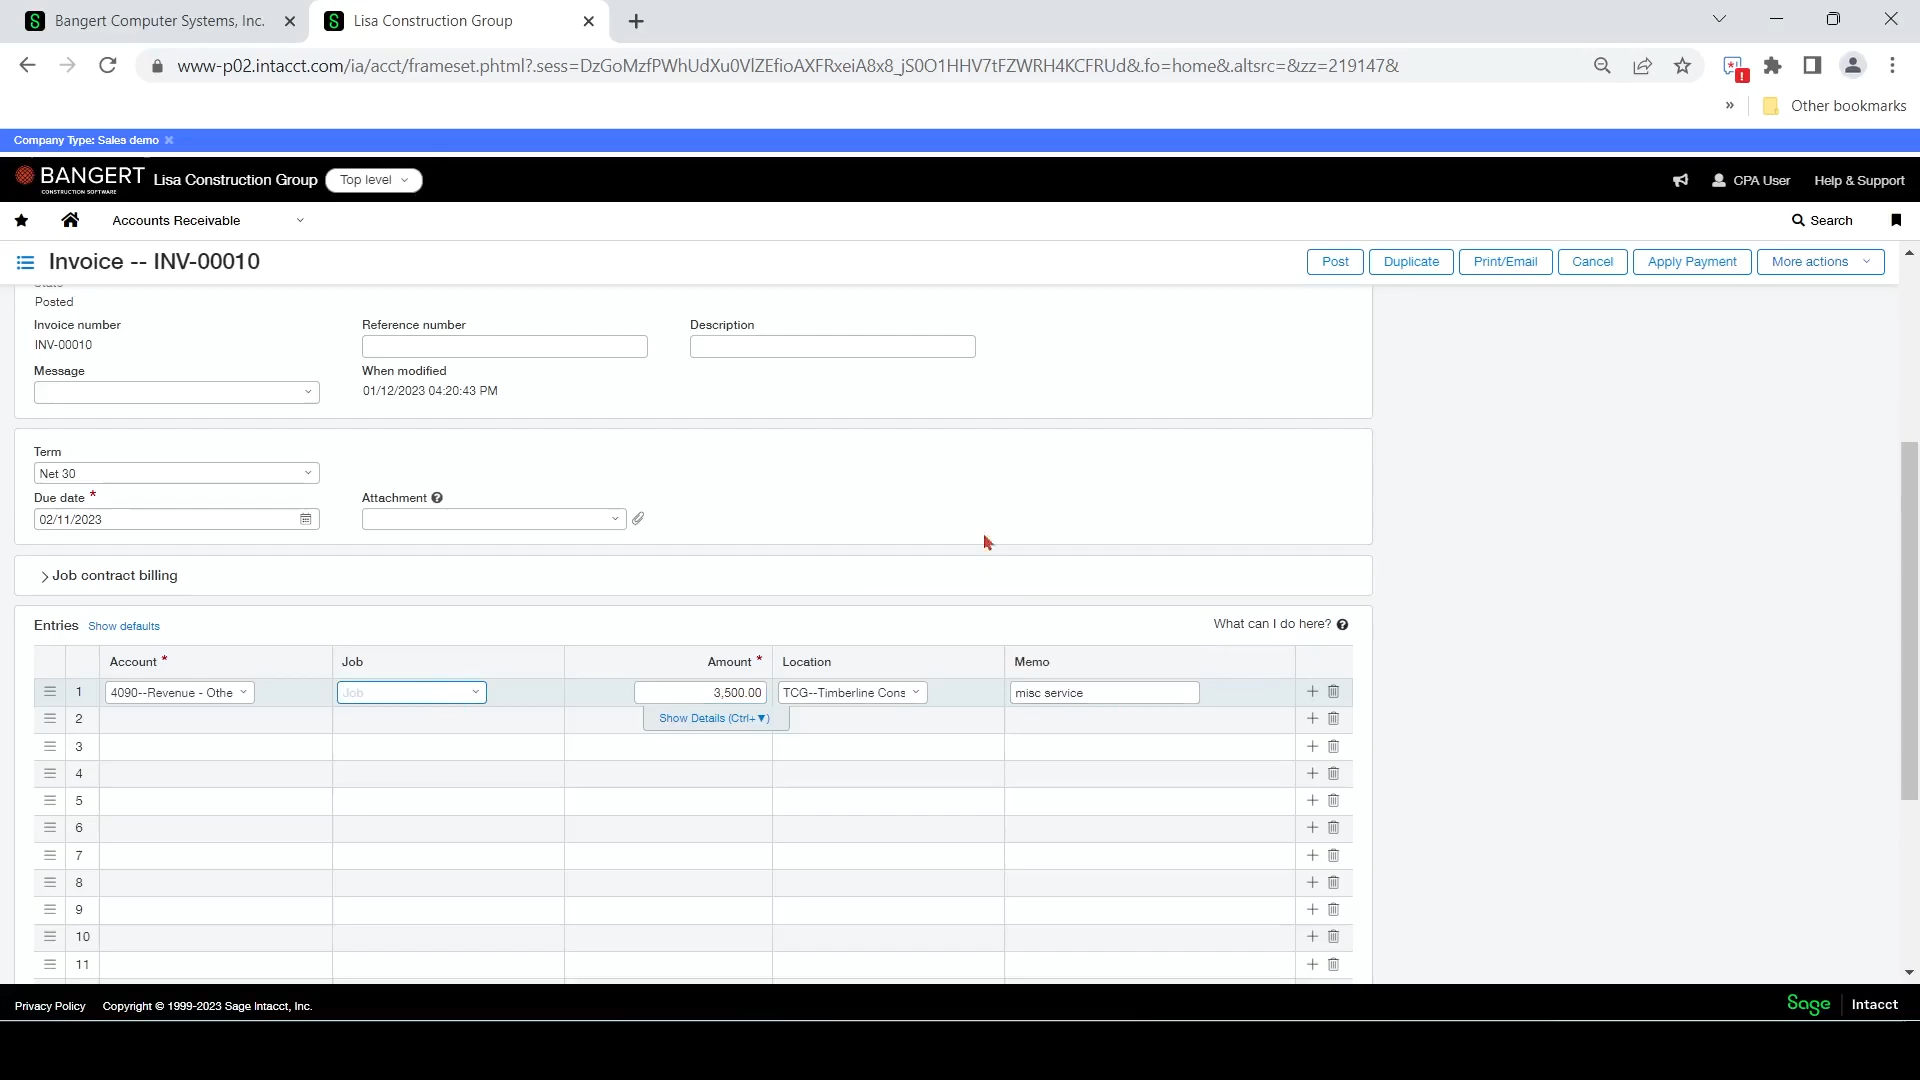 Bangert Computer Systems, Inc.
Lisa Construction Group
www-p02.intacct.com/ia/acct/frameset.phtml?.sess=DzGoMzfPWhUdXu0VlZEfioAXFRxeiA8x8_jS0O1HHV7tFZWRH4KCFRUd&.fo=home&.altsrc=&zz=219147&
» Other bookmarks
Company Type: Sales demo
BANGERT
CONSTRUCTION SOFTWARE
Lisa Construction Group
Top level
CPA User
Help & Support
Accounts Receivable
Search
Invoice -- INV-00010
Post
Duplicate
Print/Email
Cancel
Apply Payment
More actions
Posted
Invoice number
Reference number
Description
INV-00010
Message
When modified
01/12/2023 04:20:43 PM
Term
Net 30
Due date *
Attachment
02/11/2023
Job contract billing
Entries Show defaults
What can I do here?
Account * Job Amount * Location Memo
1 4090--Revenue - Othe Job 3,500.00 TCG--Timberline Cons misc service
2 Show Details (Ctrl+▼)
3
4
5
6
7
8
9
10
11
Privacy Policy Copyright © 1999-2023 Sage Intacct, Inc.
Sage Intacct